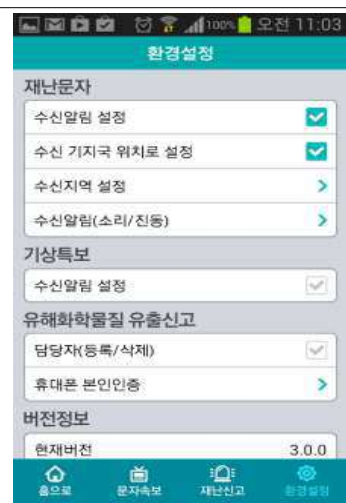 100% 오전 11:03
환경설정
재난문자
수신알림 설정
수신 기지국 위치로 설정
수신지역 설정
수신알림(소리/진동)
기상특보
수신알림 설정
유해화학물질 유출신고
담당자(등록/삭제)
휴대폰 본인인증
버전정보
현재버전 3.0.0
홈으로 문자속보 재난신고 환경설정